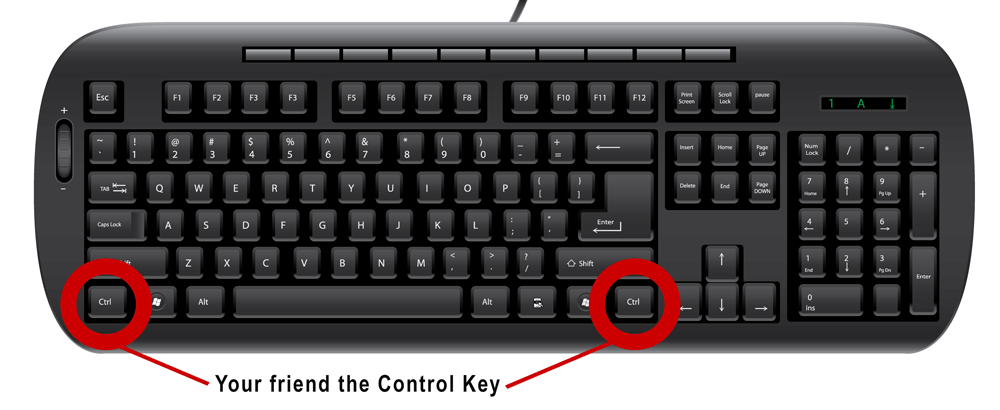 Esc F1 F2 F3 F3 F5 F6 F7 F8 F9 F10 F11 F12 Print Screen Scroll Lock pause
1 A ↓
+
−
~ ! @ # $ % ^ & * ( ) _ +
` 1 2 3 4 5 6 7 8 9 0 - = ←
Insert Home Page UP
Num Lock / * -
TAB Q W E R T Y U I O P { [ } ]
Delete End Page DOWN
7 Home 8 ↑ 9 Pg Up +
Caps Lock A S D F G H J K L : ; " ' Enter
4 ← 5 6 →
Z X C V B N M < , > . ? / Shift
↑
1 End 2 ↓ 3 Pg Dn Enter
Ctrl Alt Alt Ctrl
← ↓ →
0 ins
Your friend the Control Key